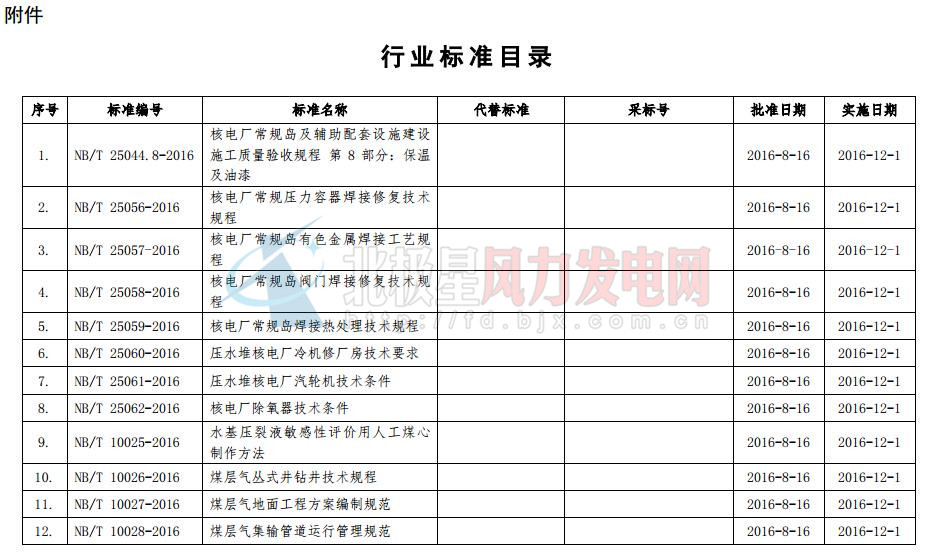 附件
行业标准目录
序号 标准编号 标准名称 代替标准 采标号 批准日期 实施日期
1. NB/T 25044.8-2016 核电厂常规岛及辅助配套设施建设
施工质量验收规程 第 8 部分：保温
及油漆 2016-8-16 2016-12-1
2. NB/T 25056-2016 核电厂常规压力容器焊接修复技术
规程 2016-8-16 2016-12-1
3. NB/T 25057-2016 核电厂常规岛有色金属焊接工艺规
程 2016-8-16 2016-12-1
4. NB/T 25058-2016 核电厂常规岛阀门焊接修复技术规
程 2016-8-16 2016-12-1
5. NB/T 25059-2016 核电厂常规岛焊接热处理技术规程 2016-8-16 2016-12-1
6. NB/T 25060-2016 压水堆核电厂冷机修厂房技术要求 2016-8-16 2016-12-1
7. NB/T 25061-2016 压水堆核电厂汽轮机技术条件 2016-8-16 2016-12-1
8. NB/T 25062-2016 核电厂除氧器技术条件 2016-8-16 2016-12-1
9. NB/T 10025-2016 水基压裂液敏感性评价用人工煤心
制作方法 2016-8-16 2016-12-1
10. NB/T 10026-2016 煤层气丛式井钻井技术规程 2016-8-16 2016-12-1
11. NB/T 10027-2016 煤层气地面工程方案编制规范 2016-8-16 2016-12-1
12. NB/T 10028-2016 煤层气集输管道运行管理规范 2016-8-16 2016-12-1
北极星风力发电网
http://fd.bjx.com.cn